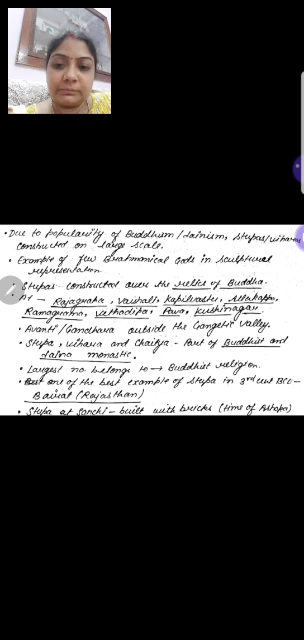 • Due to popularity of Buddhism/Jainism, stupas/viharas
constructed on large scale.
• Example of few Brahmanical Gods in sculptural
representation.
• Stupas - constructed over the relics of Buddha.
At → Rajagraha, Vaishali, Kapilvastu, Allakappa,
Ramagrama, Vethadipa, Pava, Kushinagar
• Avanti/Gandhara outside the Gangetic Valley.
• Stupa, vihara and Chaitya - Part of Buddhist and
Jaina monastic.
• Largest no belongs to → Buddhist religion.
• one of the best example of Stupa in 3rd cen BCE-
Bairat (Rajasthan)
• Stupa at Sanchi - built with bricks (time of Ashoka)